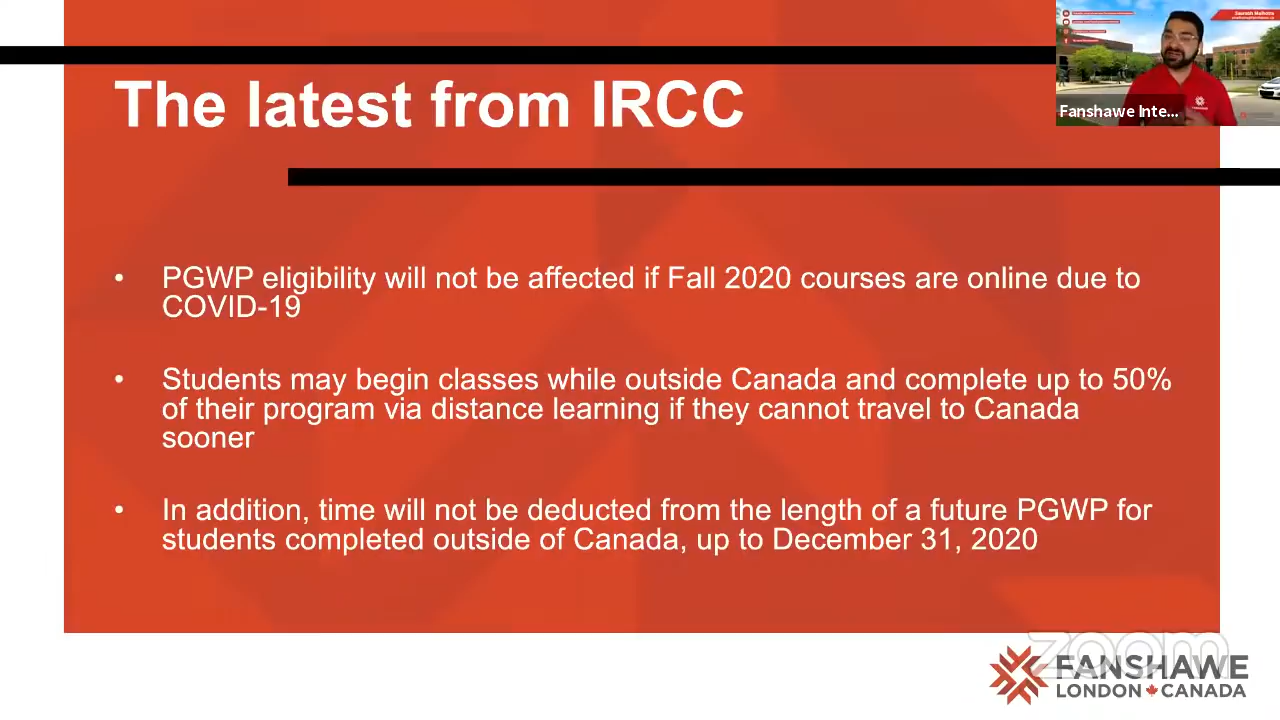 The latest from IRCC
Fanshawe Inte...
• PGWP eligibility will not be affected if Fall 2020 courses are online due to
COVID-19
• Students may begin classes while outside Canada and complete up to 50%
of their program via distance learning if they cannot travel to Canada
sooner
• In addition, time will not be deducted from the length of a future PGWP for
students completed outside of Canada, up to December 31, 2020
zoom
FANSHAWE
LONDON CANADA